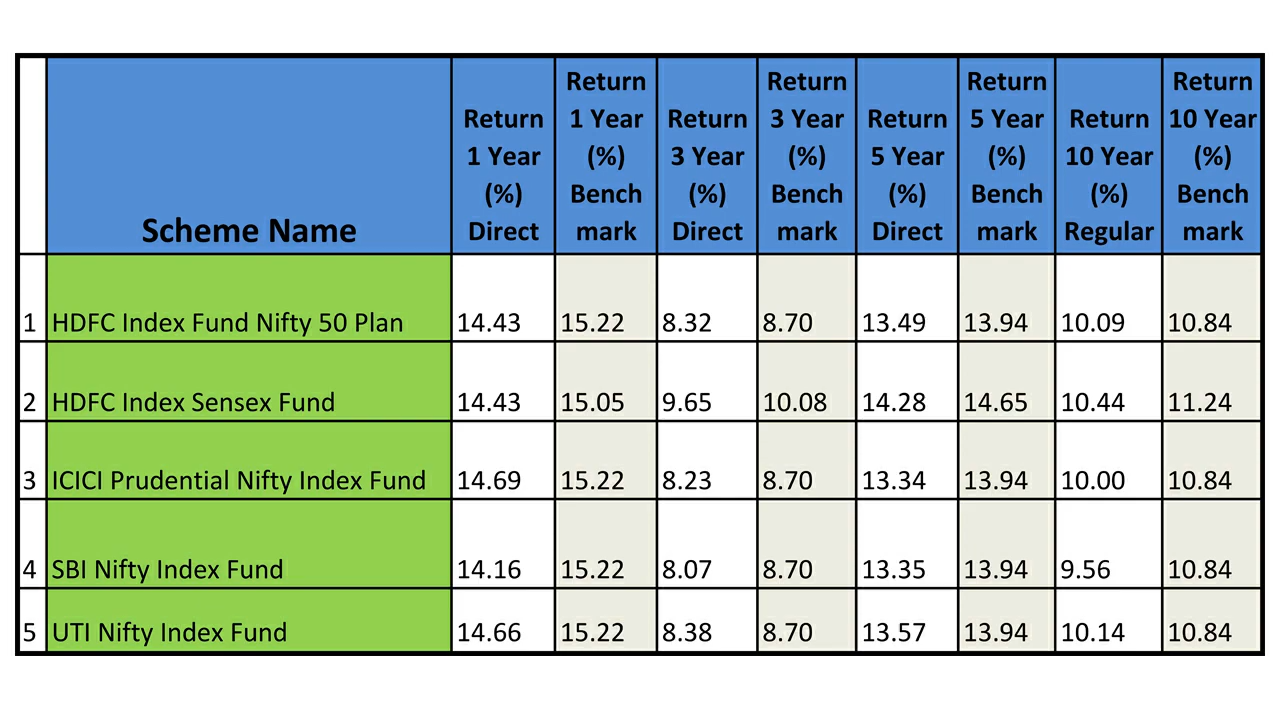 Scheme Name
Return 1 Year (%) Direct
Return 1 Year (%) Bench mark
Return 3 Year (%) Direct
Return 3 Year (%) Bench mark
Return 5 Year (%) Direct
Return 5 Year (%) Bench mark
Return 10 Year (%) Regular
Return 10 Year (%) Bench mark
1 HDFC Index Fund Nifty 50 Plan 14.43 15.22 8.32 8.70 13.49 13.94 10.09 10.84
2 HDFC Index Sensex Fund 14.43 15.05 9.65 10.08 14.28 14.65 10.44 11.24
3 ICICI Prudential Nifty Index Fund 14.69 15.22 8.23 8.70 13.34 13.94 10.00 10.84
4 SBI Nifty Index Fund 14.16 15.22 8.07 8.70 13.35 13.94 9.56 10.84
5 UTI Nifty Index Fund 14.66 15.22 8.38 8.70 13.57 13.94 10.14 10.84